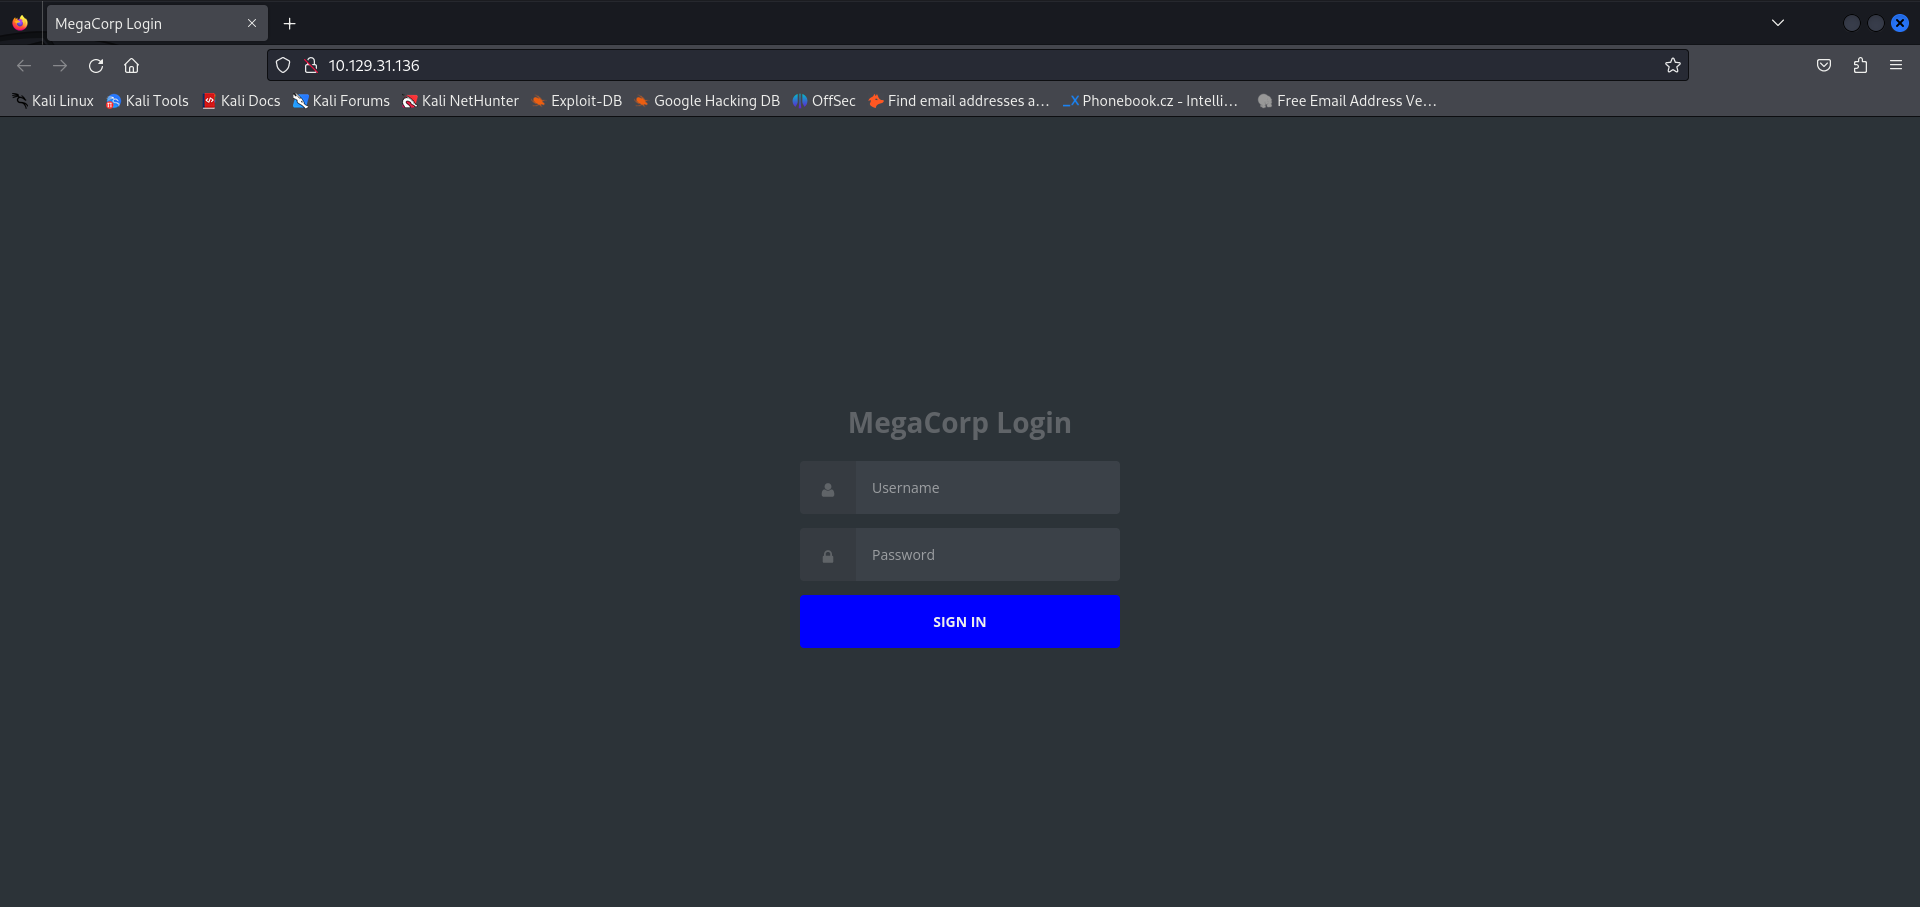 MegaCorp Login
10.129.31.136
Kali Linux Kali Tools Kali Docs Kali Forums Kali NetHunter Exploit-DB Google Hacking DB OffSec Find email addresses a… Phonebook.cz - Intelli… Free Email Address Ve…
MegaCorp Login
Username
Password
SIGN IN